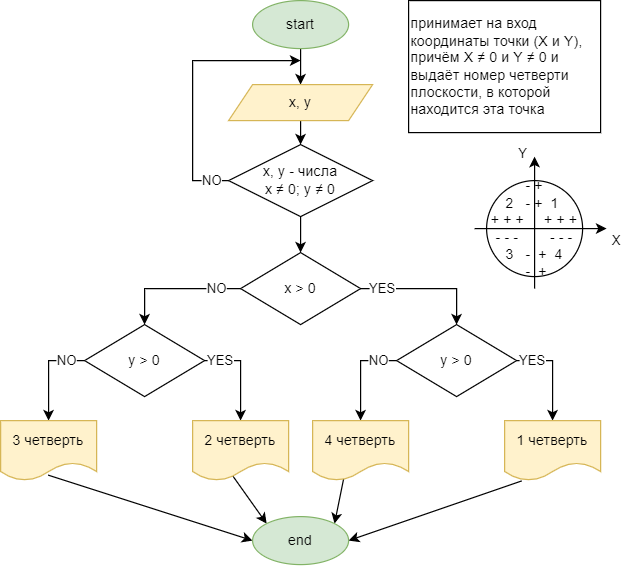 start
принимает на вход
координаты точки (X и Y),
причём X ≠ 0 и Y ≠ 0 и
выдаёт номер четверти
плоскости, в которой
находится эта точка
x, y
Y
x, y - числа
x ≠ 0; y ≠ 0
NO
- +
2 - + 1
+ + + + + +
X
- - - - - -
3 - + 4
- +
x > 0
NO
YES
y > 0
NO
YES
y > 0
NO
YES
3 четверть
2 четверть
4 четверть
1 четверть
end